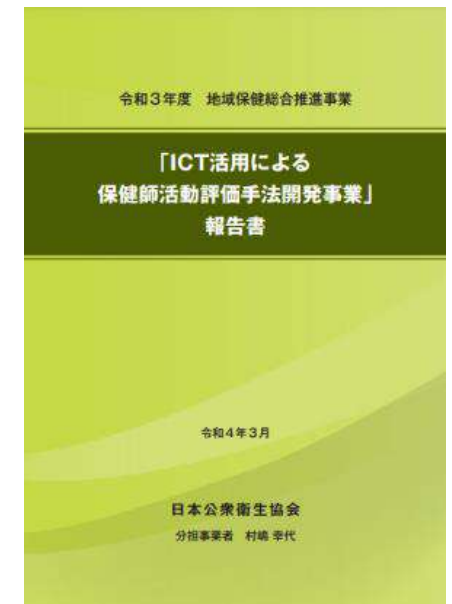 令和3年度　地域保健総合推進事業
「ICT活用による
保健師活動評価手法開発事業」
報告書
令和4年3月
日本公衆衛生協会
分担事業者　村嶋 幸代